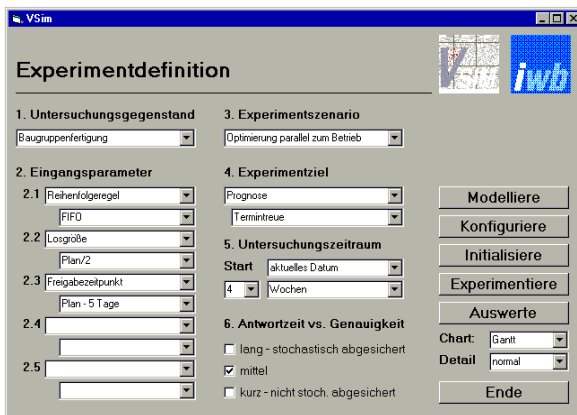 VSim
Experimentdefinition
Vsim
iwb
1. Untersuchungsgegenstand
Baugruppenfertigung
2. Eingangsparameter
2.1 Reihenfolgeregel
FIFO
2.2 Losgröße
Plan/2
2.3 Freigabezeitpunkt
Plan - 5 Tage
2.4
2.5
3. Experimentszenario
Optimierung parallel zum Betrieb
4. Experimentziel
Prognose
Termintreue
5. Untersuchungszeitraum
Start aktuelles Datum
4 Wochen
6. Antwortzeit vs. Genauigkeit
lang - stochastisch abgesichert
mittel
kurz - nicht stoch. abgesichert
Modelliere
Konfiguriere
Initialisiere
Experimentiere
Auswerte
Chart: Gantt
Detail normal
Ende